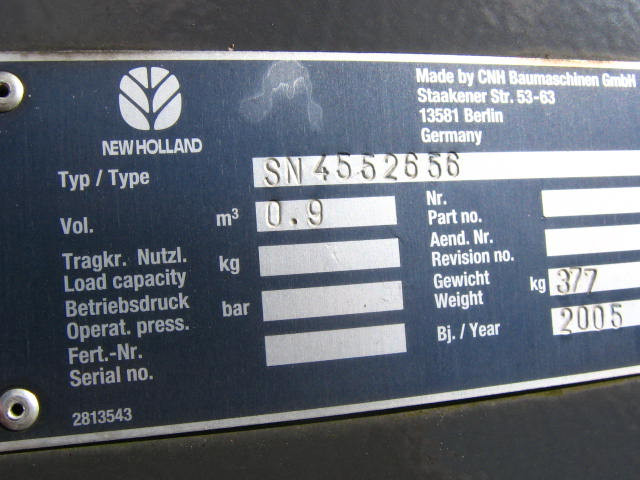 NEW HOLLAND
Made by CNH Baumaschinen GmbH
Staakener Str. 53-63
13581 Berlin
Germany
Typ / Type SN4552656
Vol. m³ 0.9
Tragkr. Nutzl.
Load capacity kg
Betriebsdruck
Operat. press. bar
Fert.-Nr.
Serial no.
Nr.
Part no.
Aend. Nr.
Revision no.
Gewicht
Weight kg 377
Bj. / Year 2005
2813543